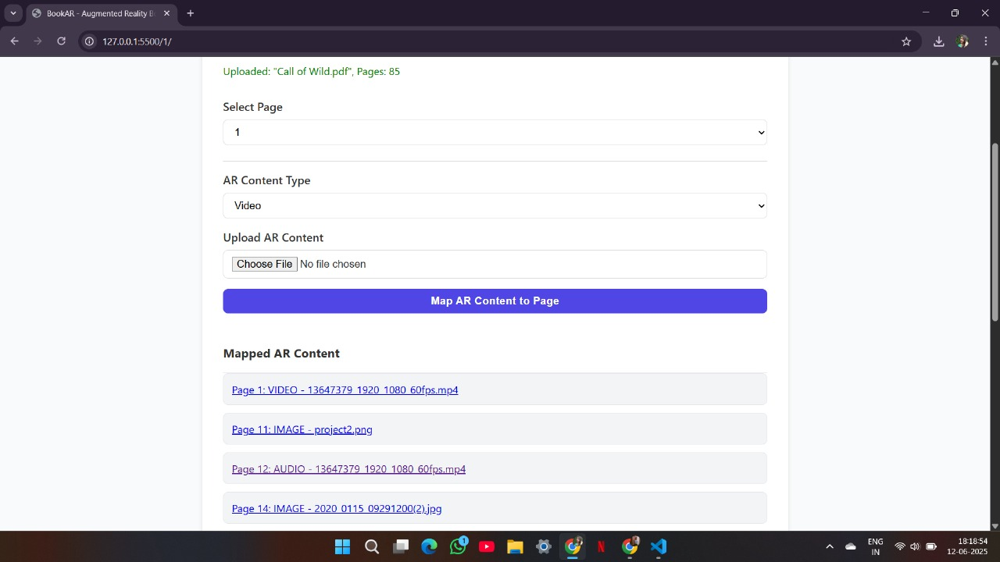 BookAR - Augmented Reality B
127.0.0.1:5500/1/
Uploaded: "Call of Wild.pdf", Pages: 85
Select Page
1
AR Content Type
Video
Upload AR Content
Choose File No file chosen
Map AR Content to Page
Mapped AR Content
Page 1: VIDEO - 13647379_1920_1080_60fps.mp4
Page 11: IMAGE - project2.png
Page 12: AUDIO - 13647379_1920_1080_60fps.mp4
Page 14: IMAGE - 2020_0115_09291200(2).jpg
1
N
ENG
IN
18:18:54
12-06-2025